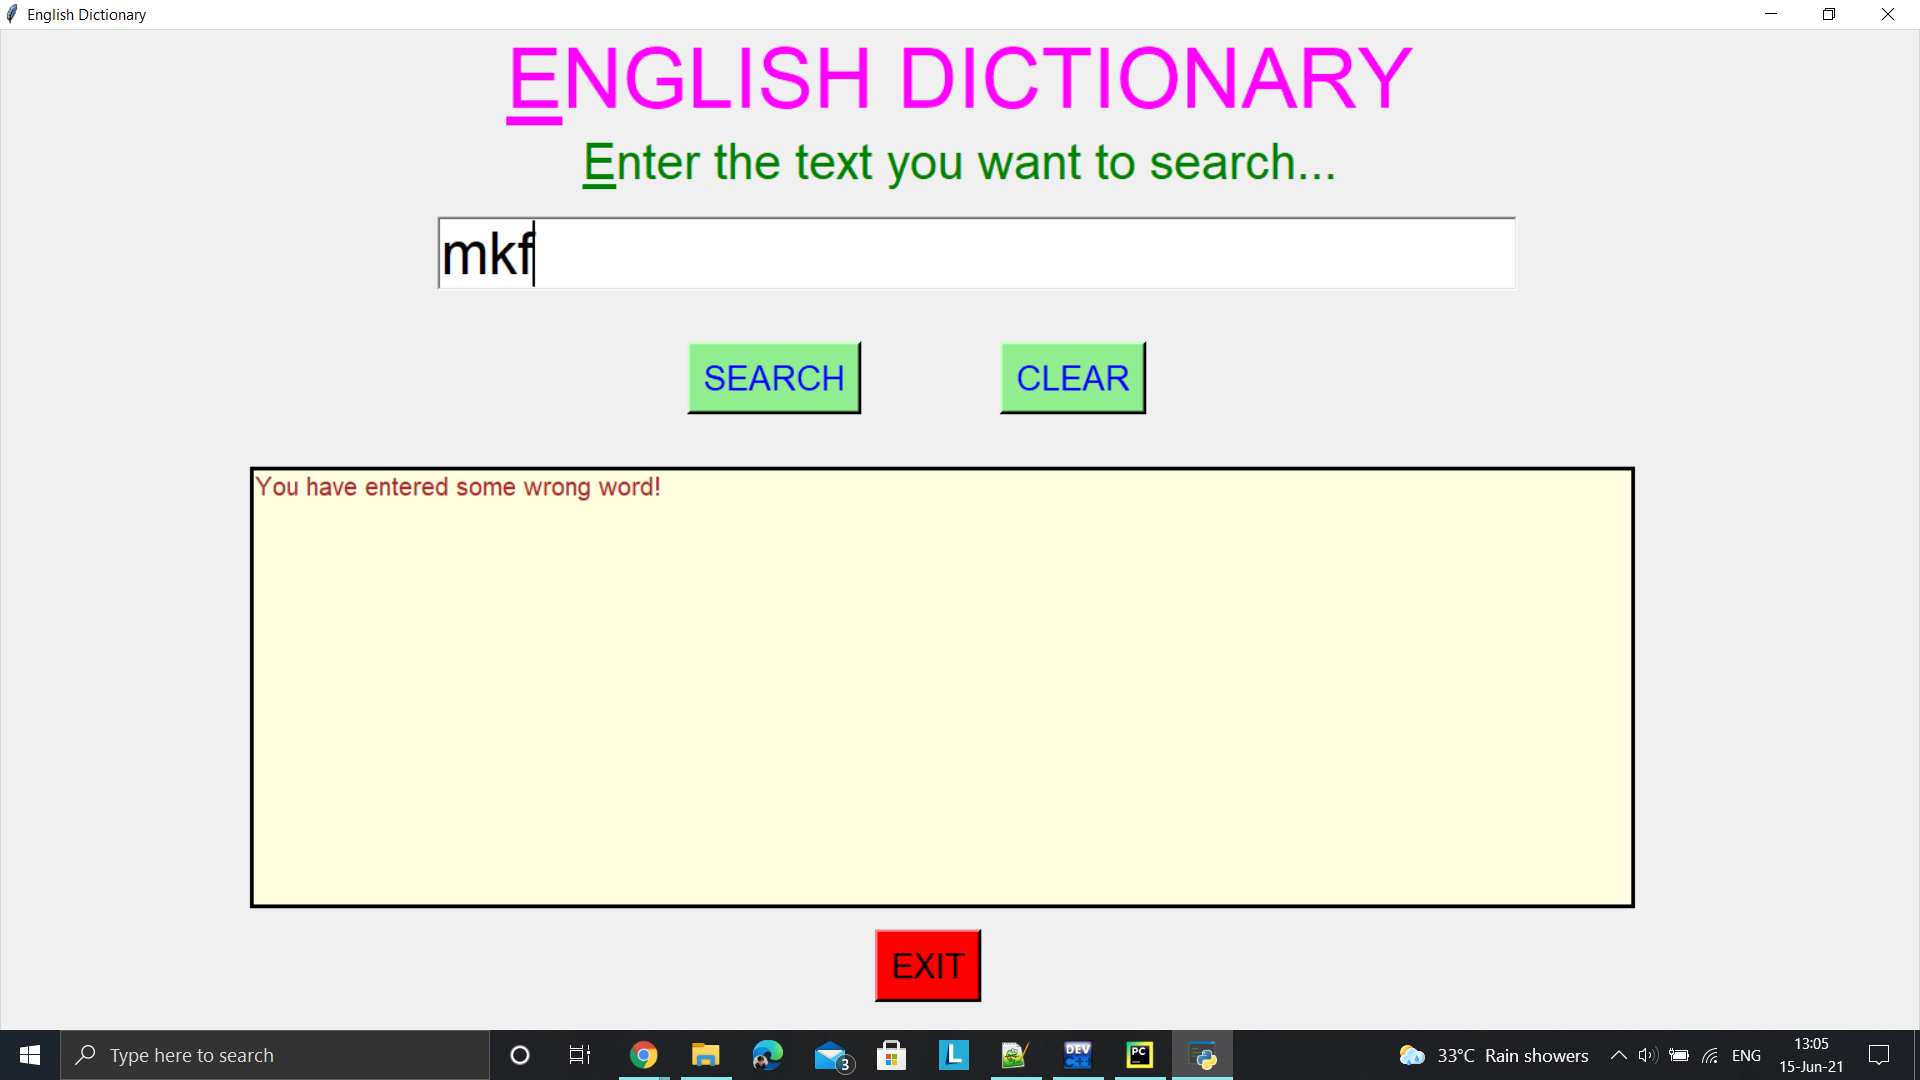 English Dictionary
ENGLISH DICTIONARY
Enter the text you want to search...
mkf
SEARCH CLEAR
You have entered some wrong word!
EXIT
Type here to search
L
DEV C++
PC
3
33°C Rain showers
ENG
13:05
15-Jun-21